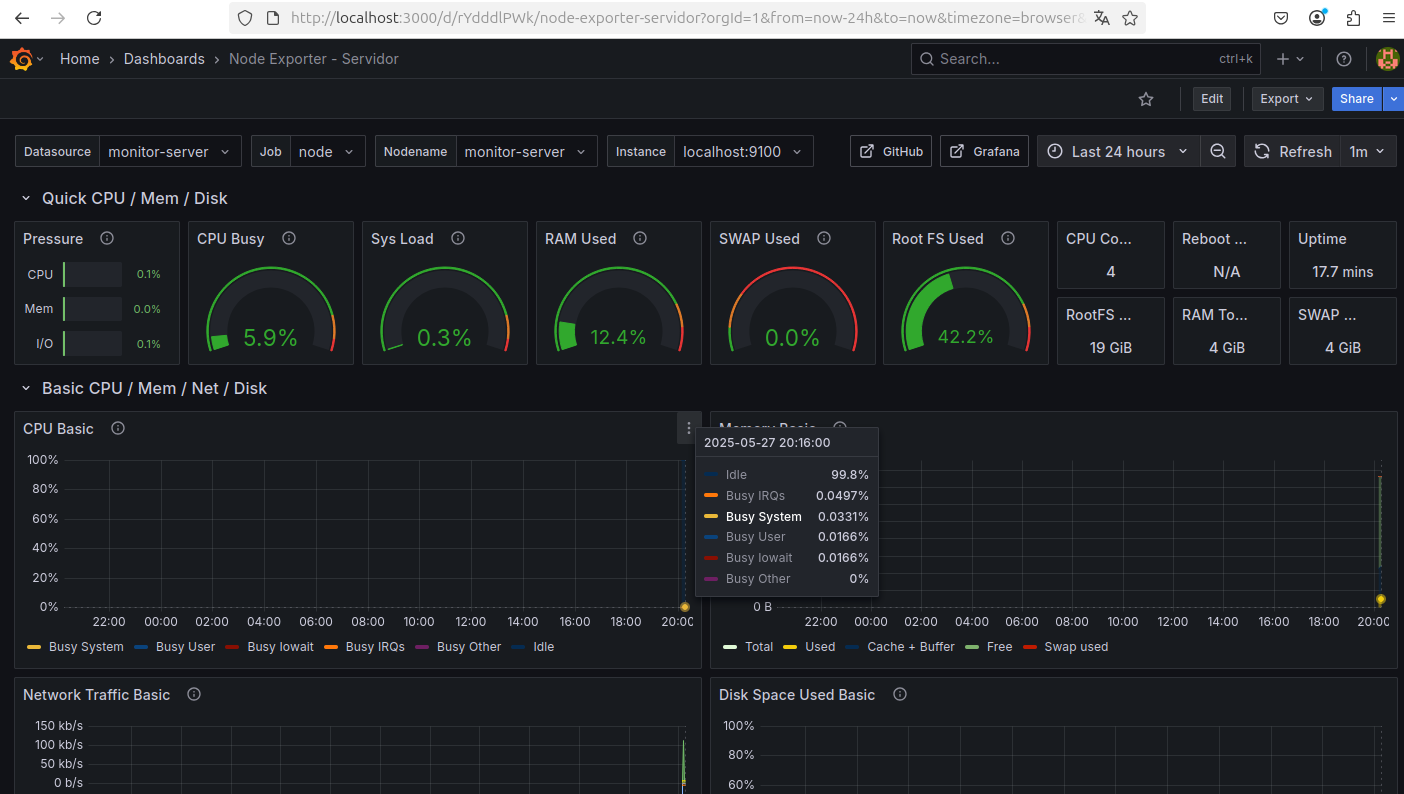 http://localhost:3000/d/rYdddlPWk/node-exporter-servidor?orgId=1&from=now-24h&to=now&timezone=browser&
Home › Dashboards › Node Exporter - Servidor
Search... ctrl+k
Edit Export Share
Datasource monitor-server Job node Nodename monitor-server Instance localhost:9100 GitHub Grafana Last 24 hours Refresh 1m
Quick CPU / Mem / Disk
Pressure
CPU 0.1%
Mem 0.0%
I/O 0.1%
CPU Busy
5.9%
Sys Load
0.3%
RAM Used
12.4%
SWAP Used
0.0%
Root FS Used
42.2%
CPU Co...
4
Reboot ...
N/A
Uptime
17.7 mins
RootFS ...
19 GiB
RAM To...
4 GiB
SWAP ...
4 GiB
Basic CPU / Mem / Net / Disk
CPU Basic
100%
80%
60%
40%
20%
0%
22:00 00:00 02:00 04:00 06:00 08:00 10:00 12:00 14:00 16:00 18:00 20:00
Busy System Busy User Busy Iowait Busy IRQs Busy Other Idle
2025-05-27 20:16:00
Idle 99.8%
Busy IRQs 0.0497%
Busy System 0.0331%
Busy User 0.0166%
Busy Iowait 0.0166%
Busy Other 0%
Memory Basic
0 B
22:00 00:00 02:00 04:00 06:00 08:00 10:00 12:00 14:00 16:00 18:00 20:00
Total Used Cache + Buffer Free Swap used
Network Traffic Basic
150 kb/s
100 kb/s
50 kb/s
0 b/s
Disk Space Used Basic
100%
80%
60%